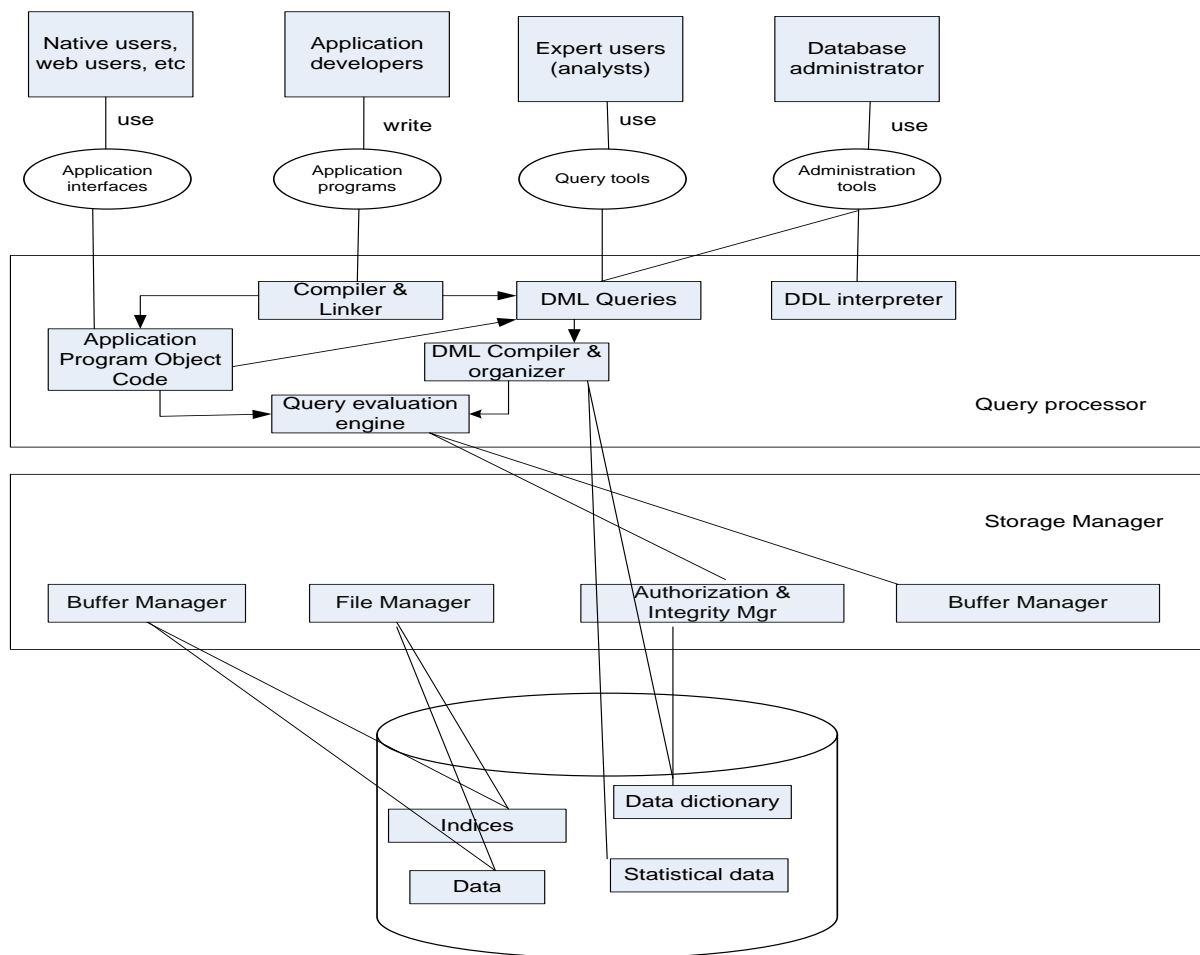 Native users,
web users, etc
Application
developers
Expert users
(analysts)
Database
administrator
use
write
use
use
Application
interfaces
Application
programs
Query tools
Administration
tools
Compiler &
Linker
DML Queries
DDL interpreter
Application
Program Object
Code
DML Compiler &
organizer
Query evaluation
engine
Query processor
Storage Manager
Buffer Manager
File Manager
Authorization &
Integrity Mgr
Buffer Manager
Data dictionary
Indices
Statistical data
Data